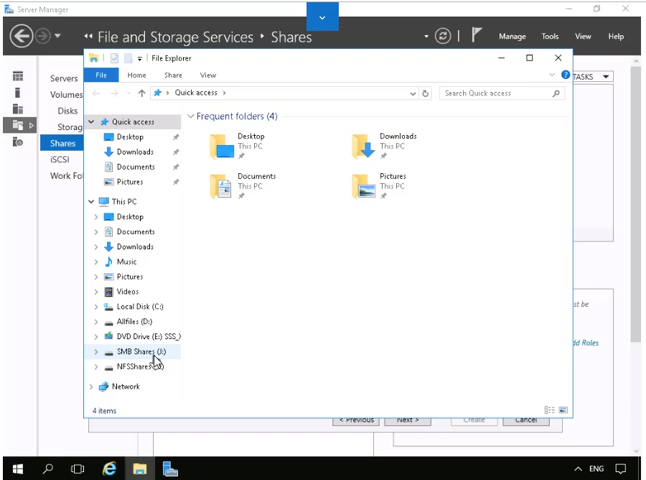 Server Manager
File and Storage Services • Shares
Manage
Tools
View
Help
Servers
Volumes
Disks
Storag
Shares
iSCSI
Work Fo
TASKS
File Explorer
File
Home
Share
View
Quick access
Search Quick access
Quick access
Desktop
Downloads
Documents
Pictures
This PC
Desktop
Documents
Downloads
Music
Pictures
Videos
Local Disk (C:)
Allfiles (D:)
DVD Drive (E:) SSS_
SMB Shares (J:)
NFSShares
Network
4 items
Frequent folders (4)
Desktop
This PC
Downloads
This PC
Documents
This PC
Pictures
This PC
st be
dd Roles
< Previous
Next >
Create
Cancel
ENG